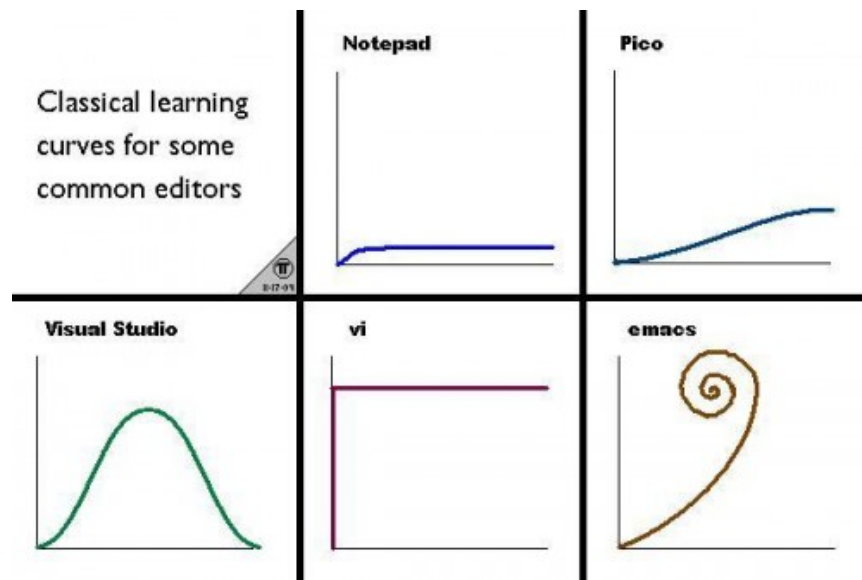 Classical learning
curves for some
common editors
Notepad
Pico
Visual Studio
vi
emacs